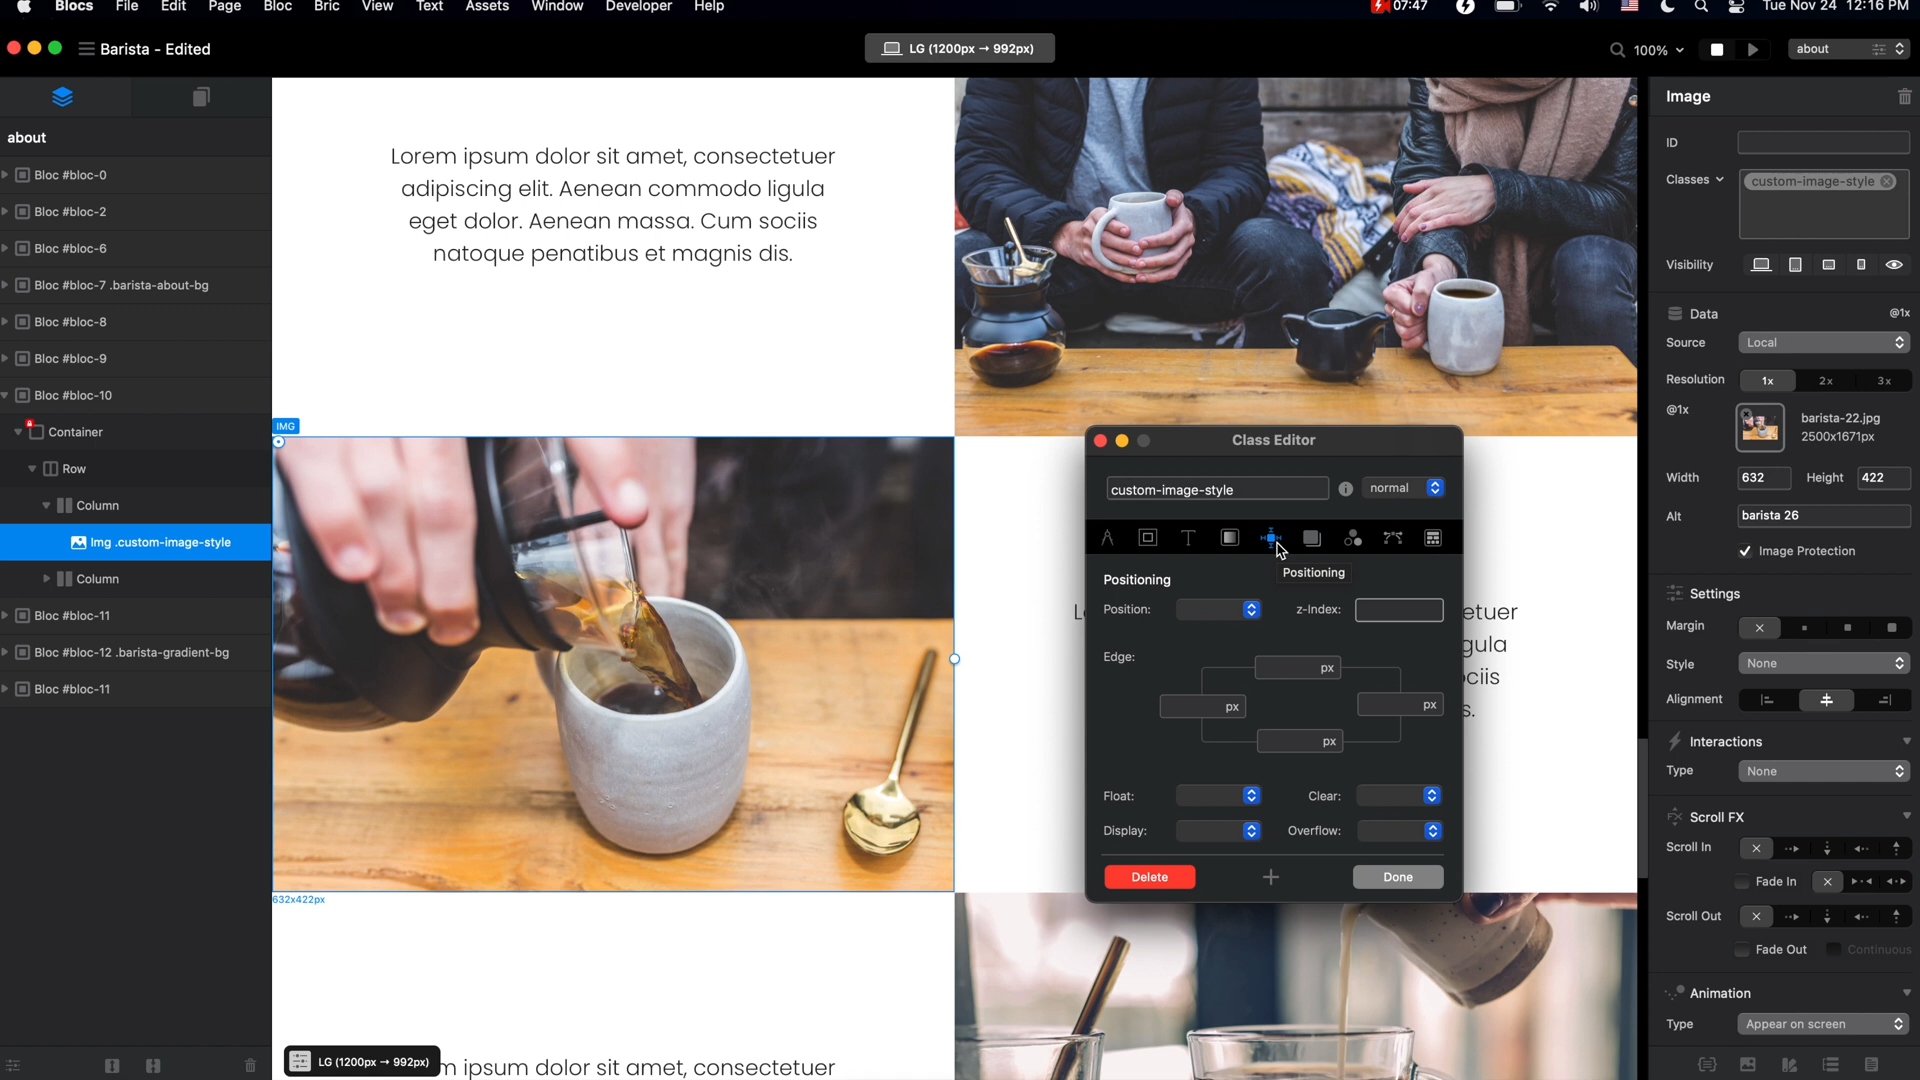 Blocs File Edit Page Bloc Bric View Text Assets Window Developer Help
07:47 Tue Nov 24 12:16 PM
Barista - Edited
LG (1200px → 992px)
100%
about
about
Bloc #bloc-0
Bloc #bloc-2
Bloc #bloc-6
Bloc #bloc-7 .barista-about-bg
Bloc #bloc-8
Bloc #bloc-9
Bloc #bloc-10
Container
Row
Column
Img .custom-image-style
Column
Bloc #bloc-11
Bloc #bloc-12 .barista-gradient-bg
Bloc #bloc-11
Lorem ipsum dolor sit amet, consectetuer
adipiscing elit. Aenean commodo ligula
eget dolor. Aenean massa. Cum sociis
natoque penatibus et magnis dis.
IMG
632x422px
LG (1200px → 992px)
m ipsum dolor sit amet, consectetuer
L
etuer
gula
ociis
s.
Class Editor
custom-image-style
normal
Positioning
Positioning
Position:
z-Index:
Edge:
px
px
px
px
Float:
Clear:
Display:
Overflow:
Delete
+
Done
Image
ID
Classes
custom-image-style
Visibility
Data
@1x
Source
Local
Resolution
1x
2x
3x
@1x
barista-22.jpg
2500x1671px
Width
632
Height
422
Alt
barista 26
Image Protection
Settings
Margin
Style
None
Alignment
Interactions
Type
None
Scroll FX
Scroll In
Fade In
Scroll Out
Fade Out
Continuous
Animation
Type
Appear on screen